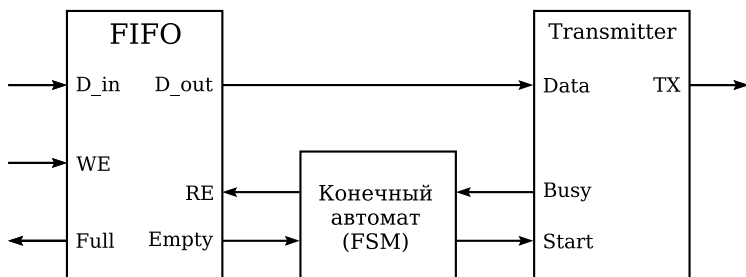 FIFO
Transmitter
D_in
D_out
Data
TX
WE
RE
Конечный
автомат
(FSM)
Busy
Full
Empty
Start